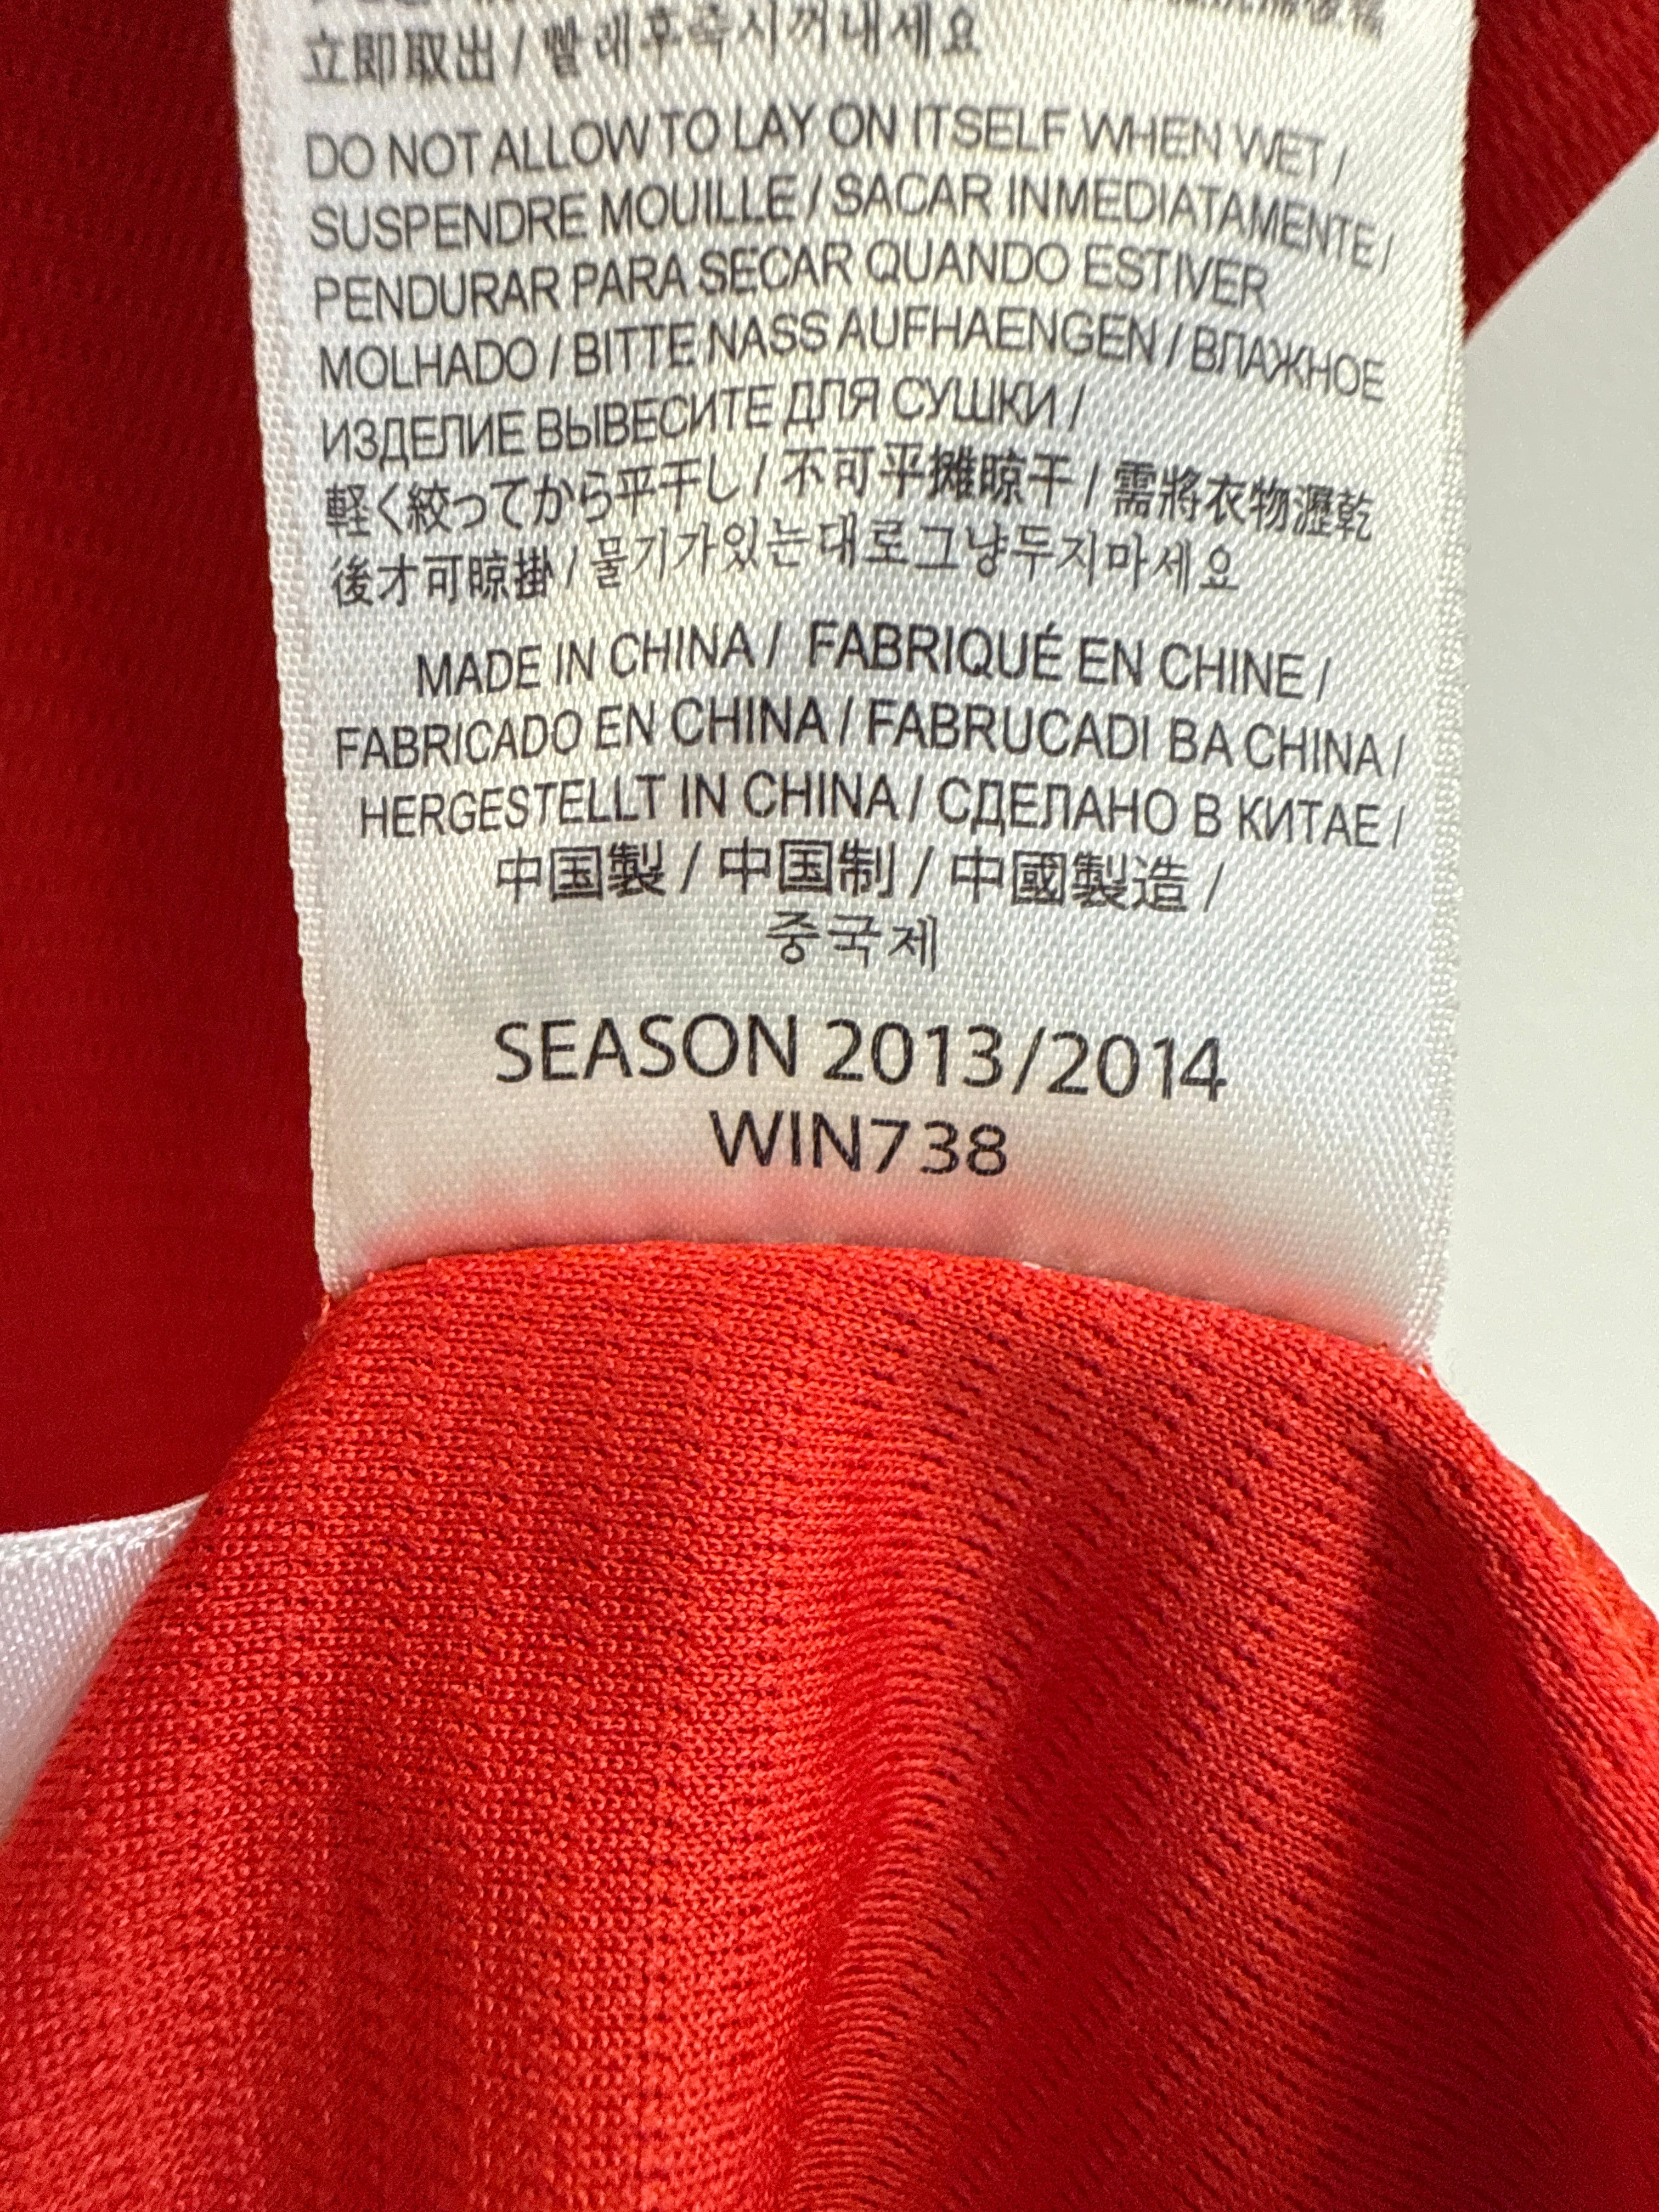 立即取出 / 빨래후즉시꺼내세요
DO NOT ALLOW TO LAY ON ITSELF WHEN WET /
SUSPENDRE MOUILLE / SACAR INMEDIATAMENTE /
PENDURAR PARA SECAR QUANDO ESTIVER
MOLHADO / BITTE NASS AUFHAENGEN / ВЛАЖНОЕ
ИЗДЕЛИЕ ВЫВЕСИТЕ ДЛЯ СУШКИ /
軽く絞ってから平干し / 不可平攤晾干 / 需將衣物瀝乾
後才可晾掛 / 물기가있는대로그냥두지마세요
MADE IN CHINA / FABRIQUÉ EN CHINE /
FABRICADO EN CHINA / FABRUCADI BA CHINA /
HERGESTELLT IN CHINA / СДЕЛАНО В КИТАЕ /
中国製 / 中国制 / 中國製造 /
중국제
SEASON 2013/2014
WIN738